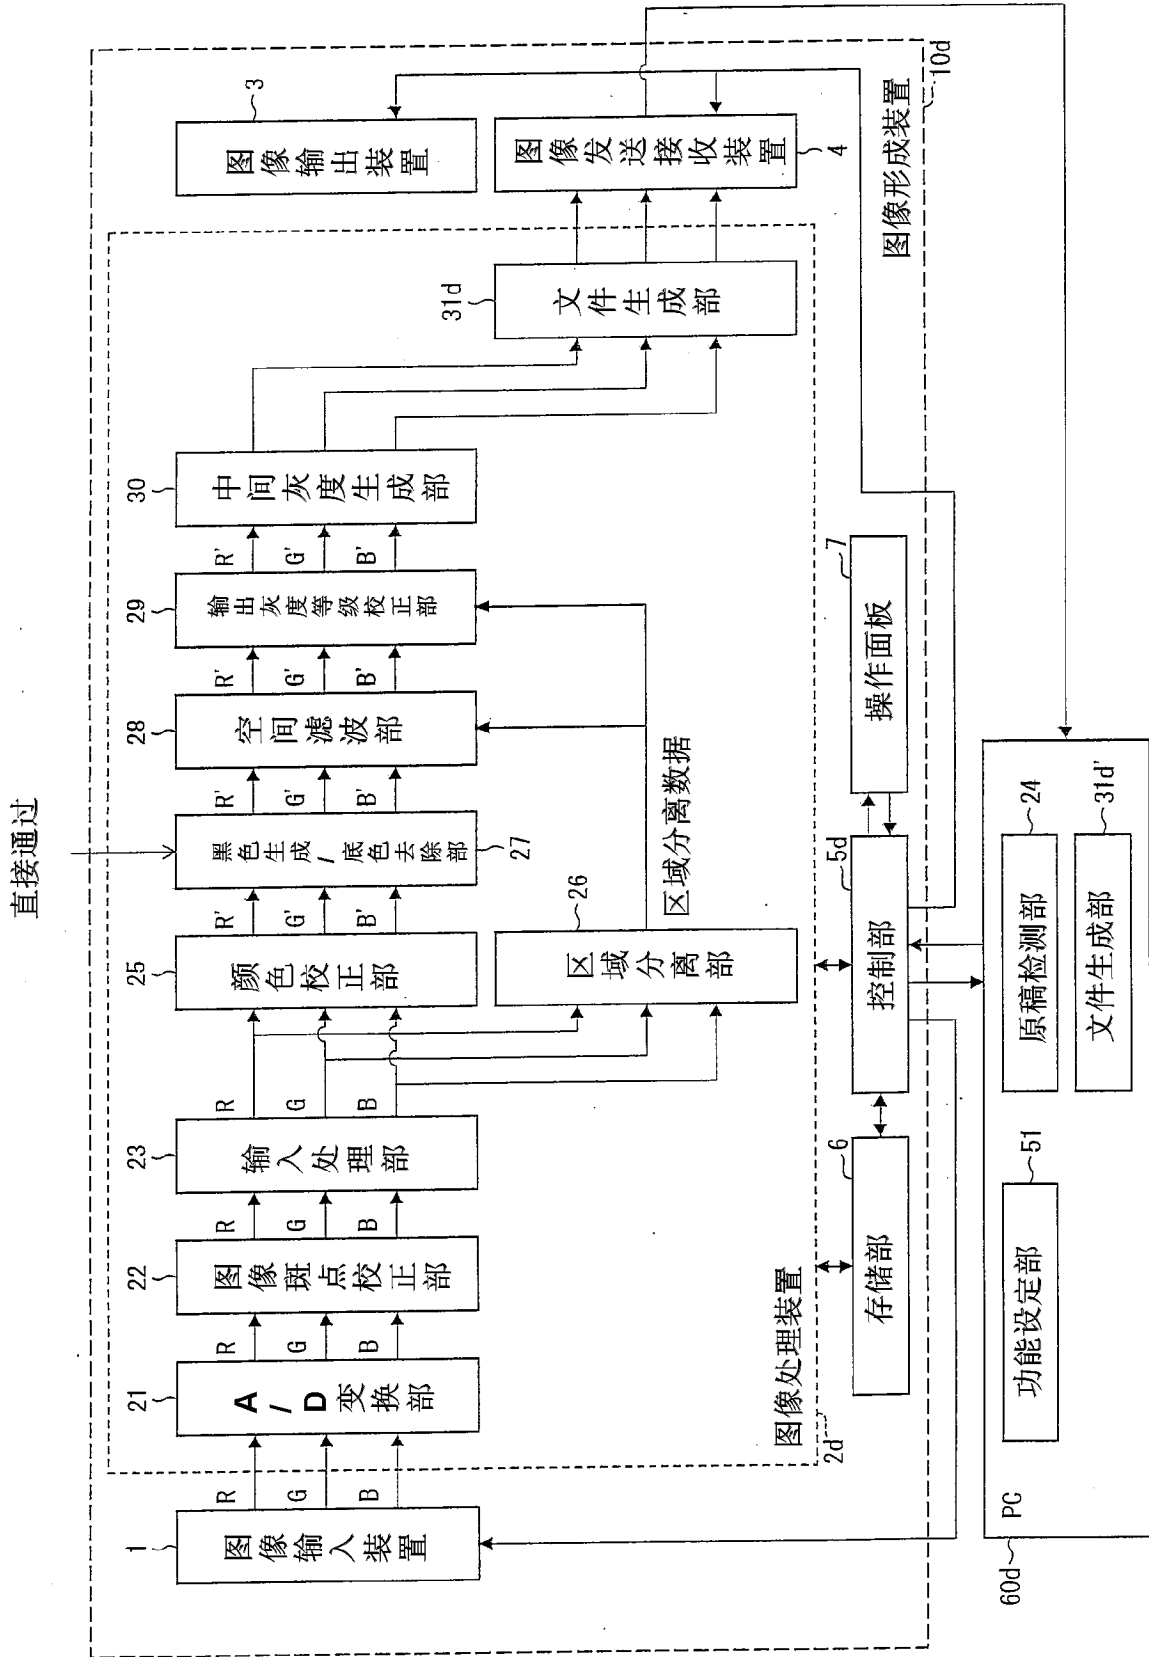 直接通过
1
图像输入装置
R
G
B
21
A/D变换部
R
G
B
22
图像斑点校正部
R
G
B
23
输入处理部
R
G
B
25
颜色校正部
R'
G'
B'
黑色生成/底色去除部
27
R'
G'
B'
28
空间滤波部
R'
G'
B'
29
输出灰度等级校正部
R'
G'
B'
30
中间灰度生成部
26
区域分离部
区域分离数据
31d
文件生成部
3
图像输出装置
图像发送接收装置
4
图像处理装置
2d
图像形成装置
10d
6
存储部
5d
控制部
7
操作面板
60d
PC
51
功能设定部
24
原稿检测部
31d'
文件生成部